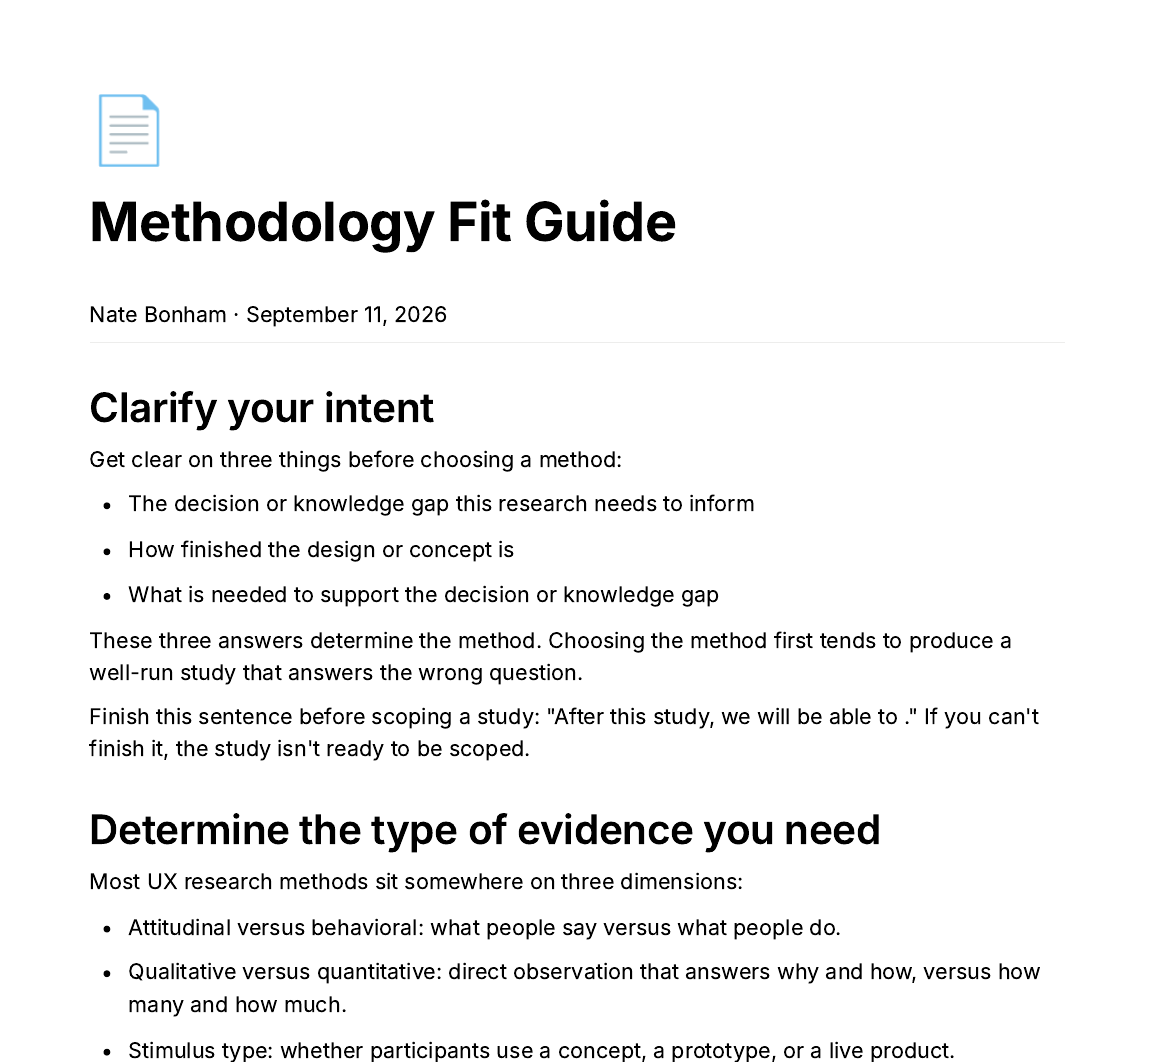 Methodology Fit Guide
Nate Bonham · September 11, 2026
Clarify your intent
Get clear on three things before choosing a method:
• The decision or knowledge gap this research needs to inform
• How finished the design or concept is
• What is needed to support the decision or knowledge gap
These three answers determine the method. Choosing the method first tends to produce a
well-run study that answers the wrong question.
Finish this sentence before scoping a study: "After this study, we will be able to ." If you can't
finish it, the study isn't ready to be scoped.
Determine the type of evidence you need
Most UX research methods sit somewhere on three dimensions:
• Attitudinal versus behavioral: what people say versus what people do.
• Qualitative versus quantitative: direct observation that answers why and how, versus how
many and how much.
• Stimulus type: whether participants use a concept, a prototype, or a live product.